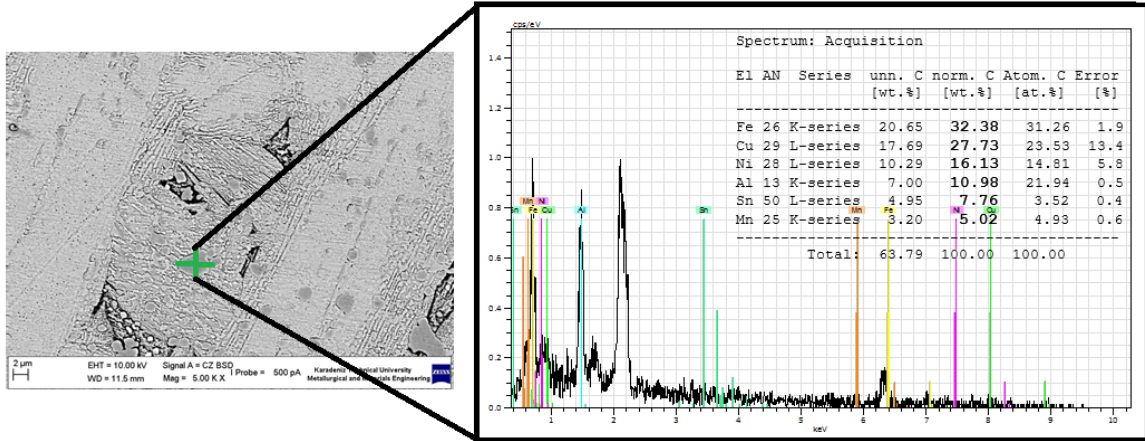 2 µm
EHT = 10.00 kV
WD = 11.5 mm
Signal A = CZ BSD
Mag = 5.00 K X
I Probe = 500 pA
Karadeniz Technical University
Metallurgical and Materials Engineering
ZEISS
cps/eV
Spectrum: Acquisition
El AN Series unn. C norm. C Atom. C Error
[wt.%] [wt.%] [at.%] [%]
Fe 26 K-series 20.65 32.38 31.26 1.9
Cu 29 L-series 17.69 27.73 23.53 13.4
Ni 28 L-series 10.29 16.13 14.81 5.8
Al 13 K-series 7.00 10.98 21.94 0.5
Sn 50 L-series 4.95 7.76 3.52 0.4
Mn 25 K-series 3.20 5.02 4.93 0.6
Total: 63.79 100.00 100.00
1.4
1.2
1.0
0.8
0.6
0.4
0.2
0.0
Mn Ni
Sn Fe Cu
Al
Sn
Mn
Fe
Ni
Cu
1 2 3 4 5 6 7 8 9 10
keV